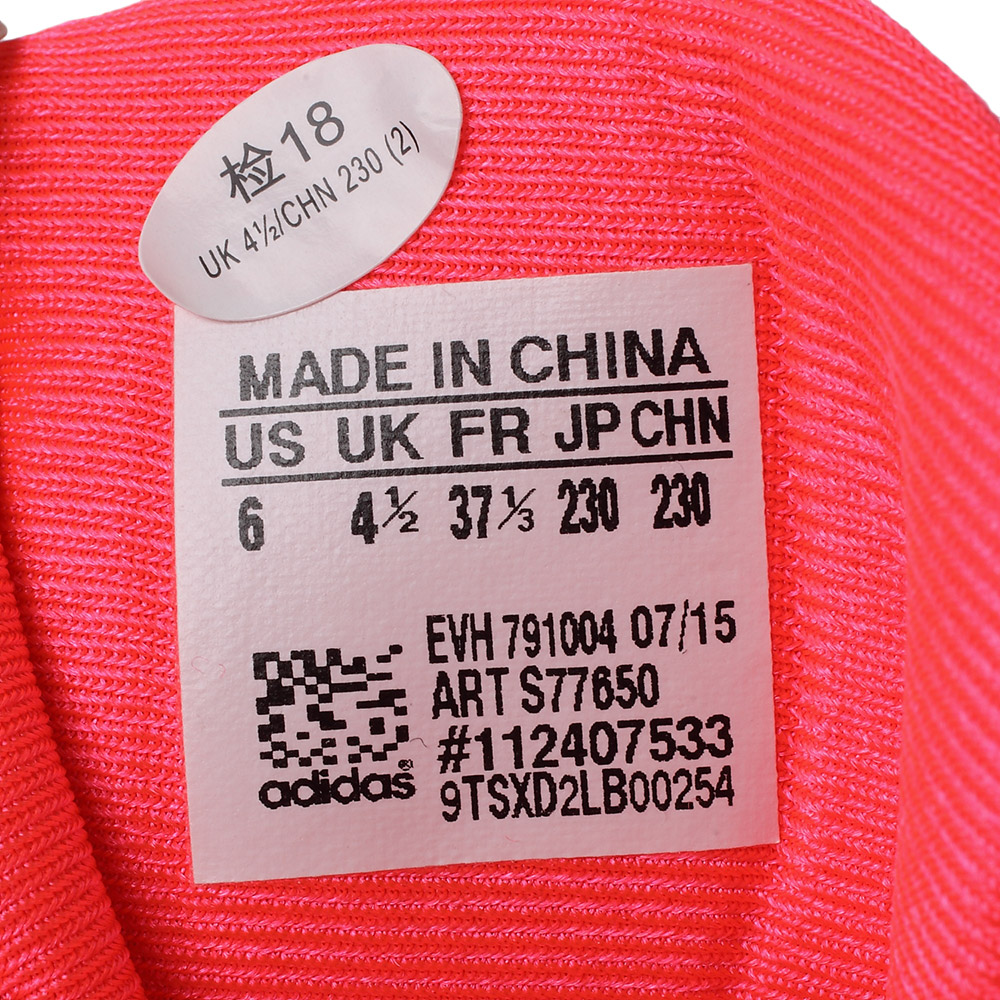 检18
UK 4½/CHN 230 (2)
MADE IN CHINA
US UK FR JP CHN
6 4½ 37⅓ 230 230
EVH 791004 07/15
ART S77650
#112407533
9TSXD2LB00254
adidas®